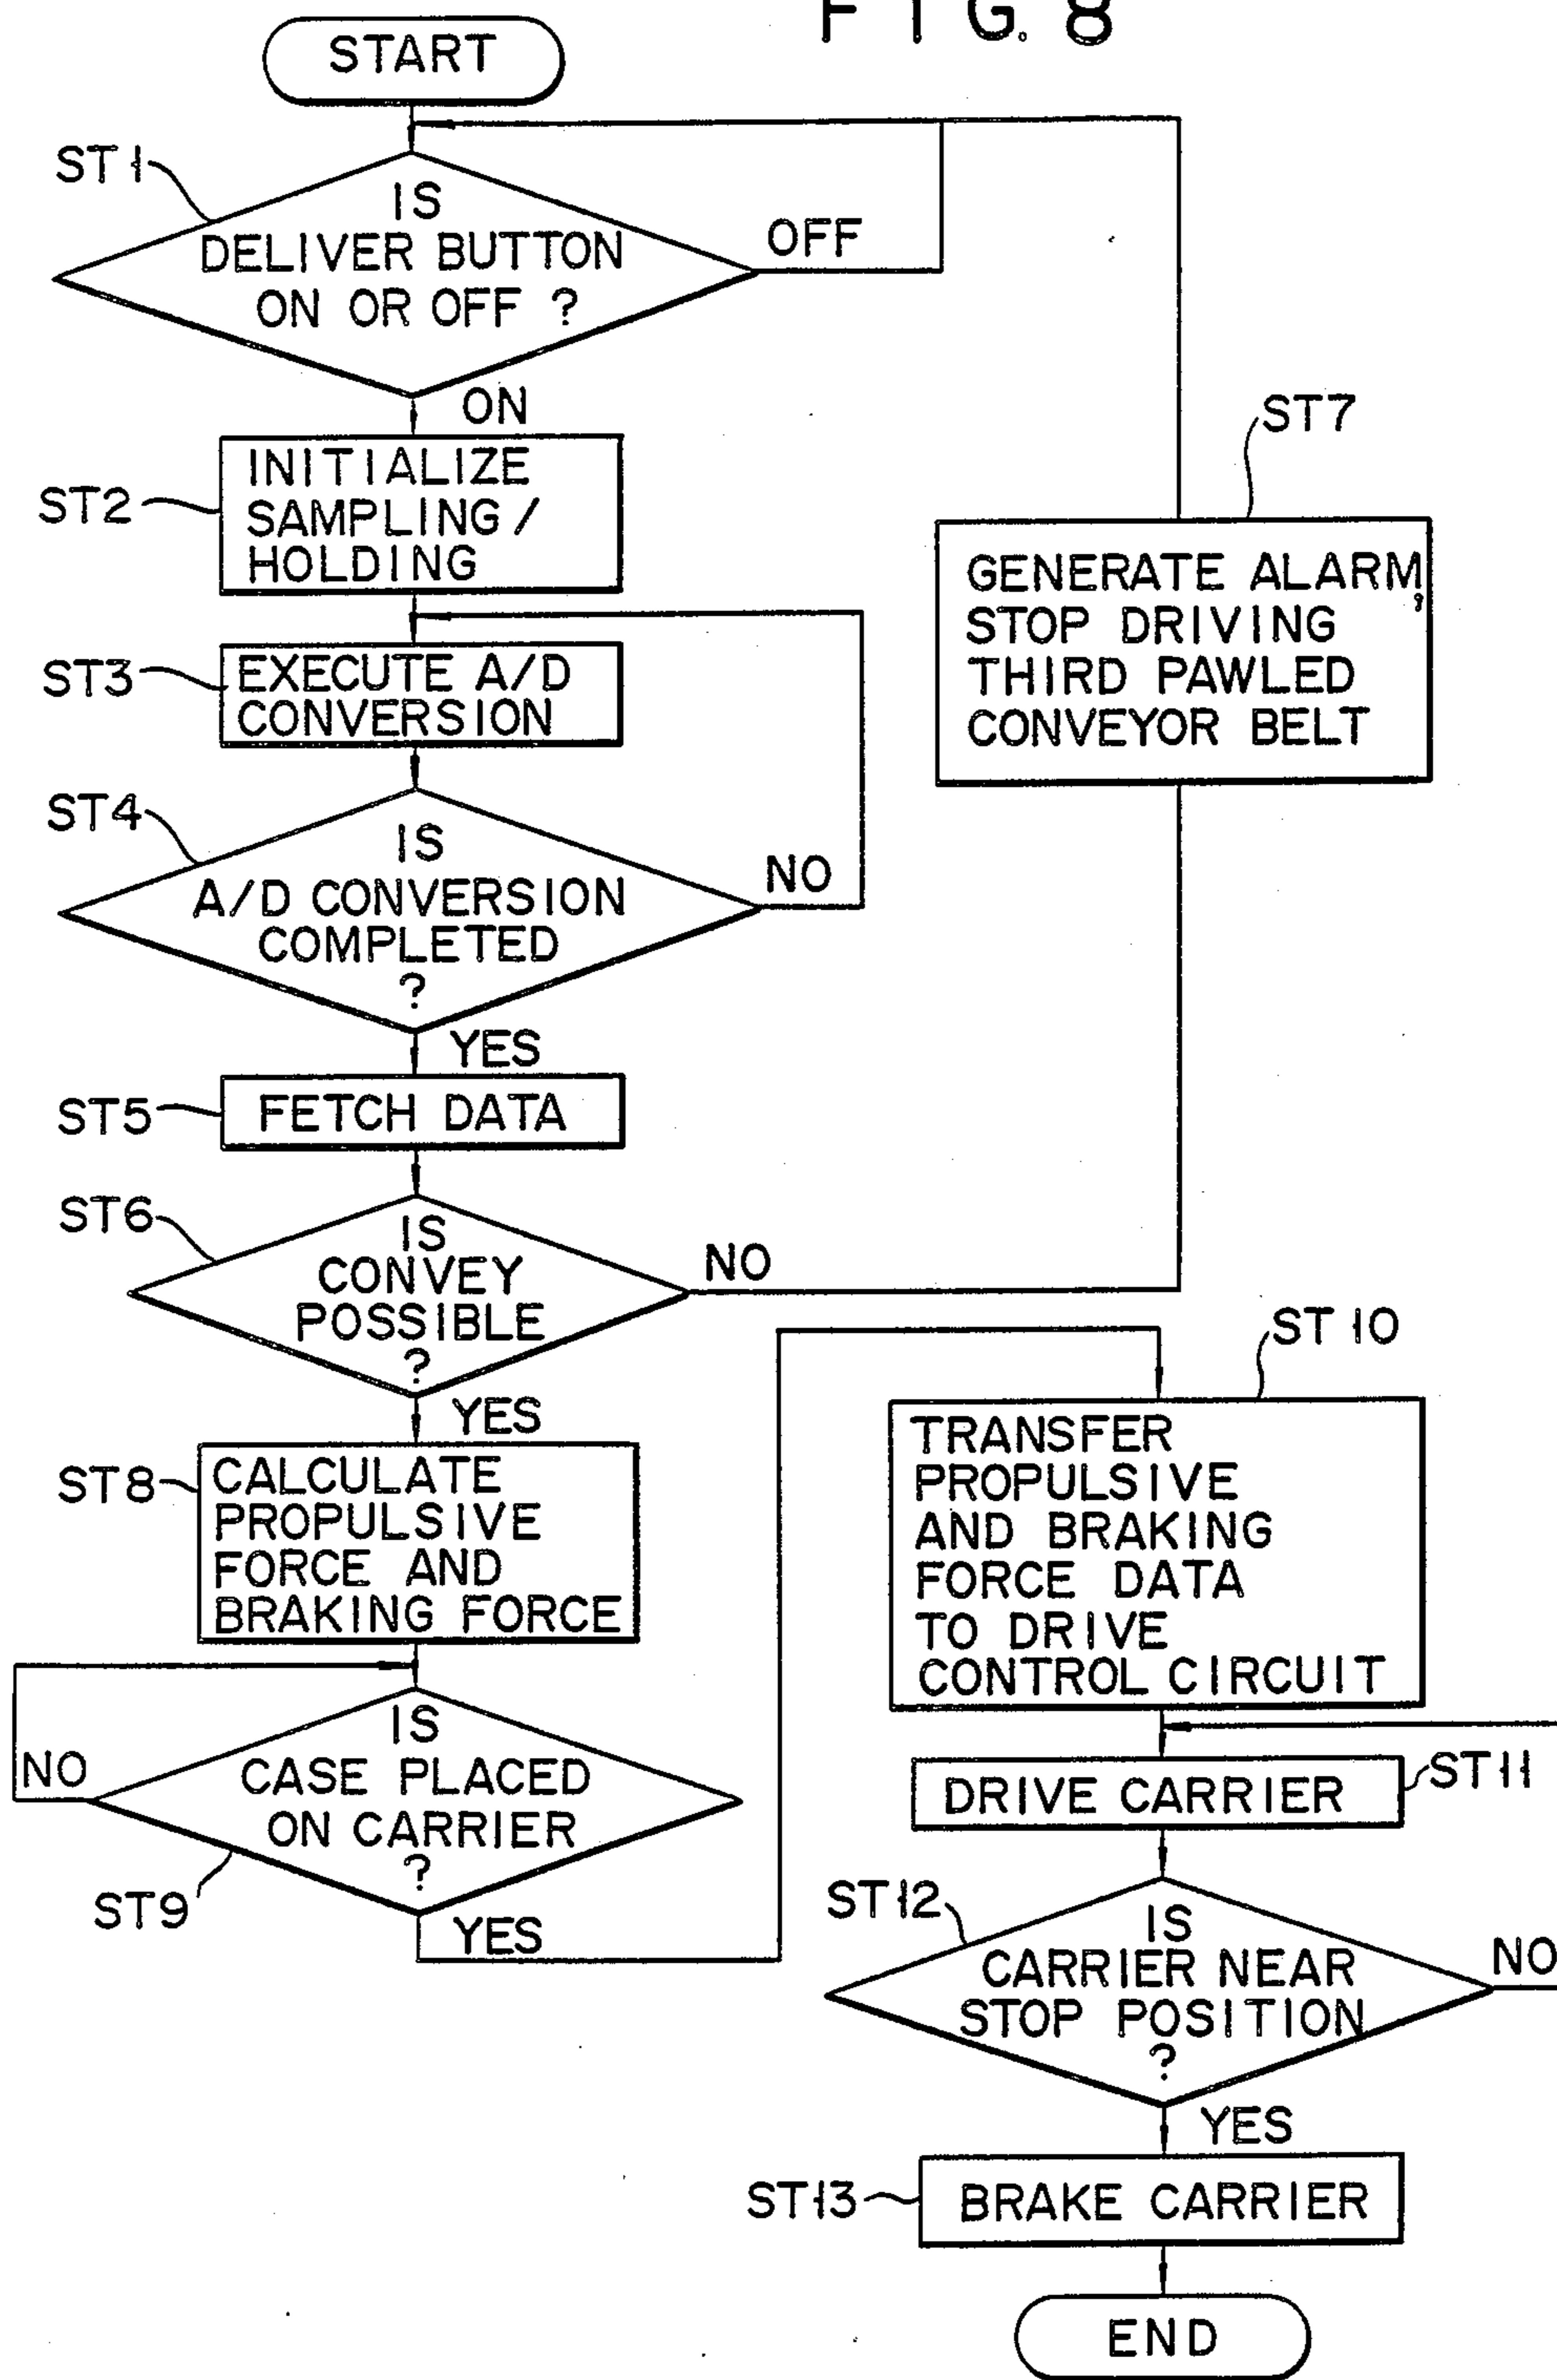 FIG. 8
START
ST1
IS
DELIVER BUTTON
ON OR OFF ?
OFF
ON
ST2
INITIALIZE
SAMPLING /
HOLDING
ST3
EXECUTE A/D
CONVERSION
ST4
IS
A/D CONVERSION
COMPLETED
?
NO
YES
ST5
FETCH DATA
ST6
IS
CONVEY
POSSIBLE
?
NO
YES
ST7
GENERATE ALARM,
STOP DRIVING
THIRD PAWLED
CONVEYOR BELT
ST8
CALCULATE
PROPULSIVE
FORCE AND
BRAKING FORCE
IS
CASE PLACED
ON CARRIER
?
NO
ST9
YES
ST10
TRANSFER
PROPULSIVE
AND BRAKING
FORCE DATA
TO DRIVE
CONTROL CIRCUIT
DRIVE CARRIER
ST11
ST12
IS
CARRIER NEAR
STOP POSITION
?
NO
YES
ST13
BRAKE CARRIER
END